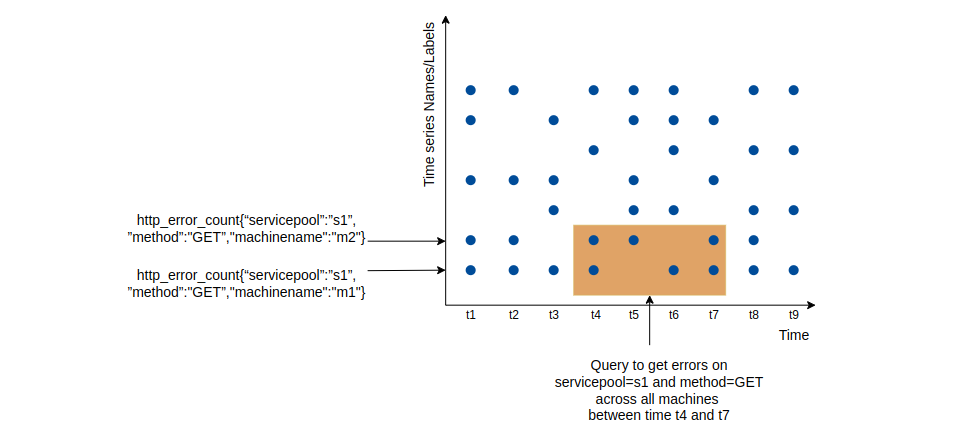 Time series Names/Labels
http_error_count{“servicepool”:”s1”,
”method”:"GET”,"machinename":"m2"}
http_error_count{“servicepool”:”s1”,
”method”:"GET”,"machinename":"m1"}
t1 t2 t3 t4 t5 t6 t7 t8 t9
Time
Query to get errors on
servicepool=s1 and method=GET
across all machines
between time t4 and t7